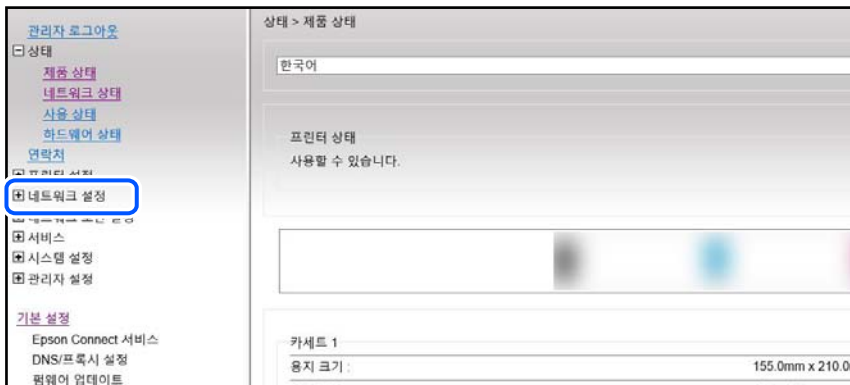 관리자 로그아웃
상태
제품 상태
네트워크 상태
사용 상태
하드웨어 상태
연락처
네트워크 설정
서비스
시스템 설정
관리자 설정
기본 설정
Epson Connect 서비스
DNS/프록시 설정
펌웨어 업데이트
상태 > 제품 상태
한국어
프린터 상태
사용할 수 있습니다.
카세트 1
용지 크기 : 155.0mm x 210.0